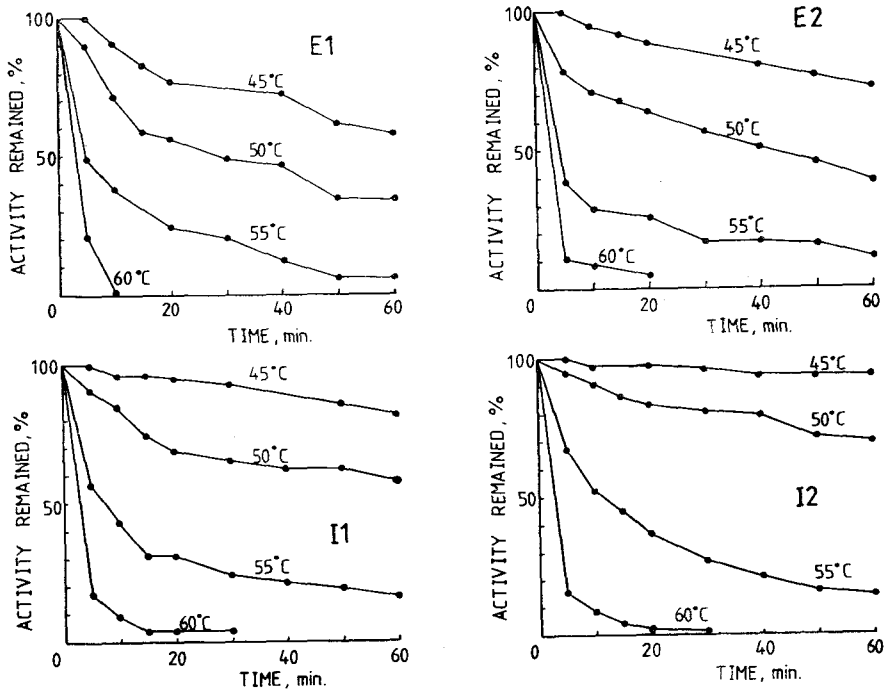 E1
ACTIVITY REMAINED, %
100
50
0
20
40
60
TIME, min.
45°C
50°C
55°C
60°C
E2
ACTIVITY REMAINED, %
100
50
0
20
40
60
TIME, min.
45°C
50°C
55°C
60°C
I1
ACTIVITY REMAINED, %
100
50
0
20
40
60
TIME, min.
45°C
50°C
55°C
60°C
I2
ACTIVITY REMAINED, %
100
50
0
20
40
60
TIME, min.
45°C
50°C
55°C
60°C